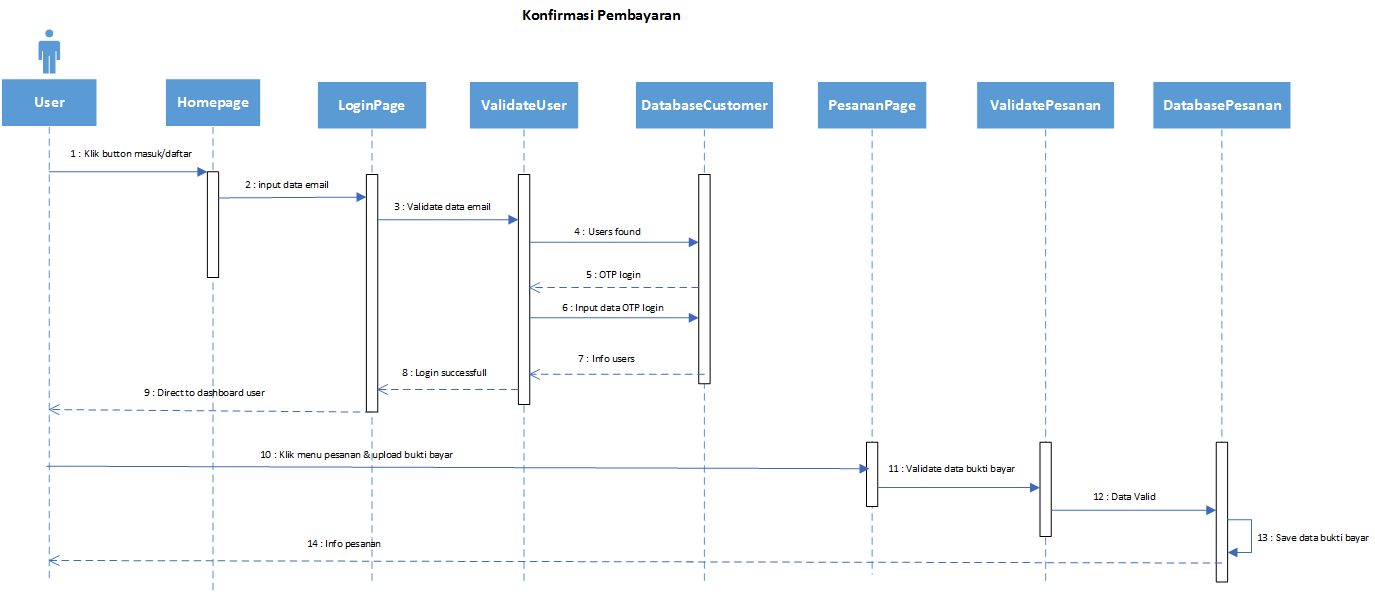 Konfirmasi Pembayaran
User
Homepage
LoginPage
ValidateUser
DatabaseCustomer
PesananPage
ValidatePesanan
DatabasePesanan
1 : Klik button masuk/daftar
2 : input data email
3 : Validate data email
4 : Users found
5 : OTP login
6 : Input data OTP login
7 : Info users
8 : Login successfull
9 : Direct to dashboard user
10 : Klik menu pesanan & upload bukti bayar
11 : Validate data bukti bayar
12 : Data Valid
13 : Save data bukti bayar
14 : Info pesanan